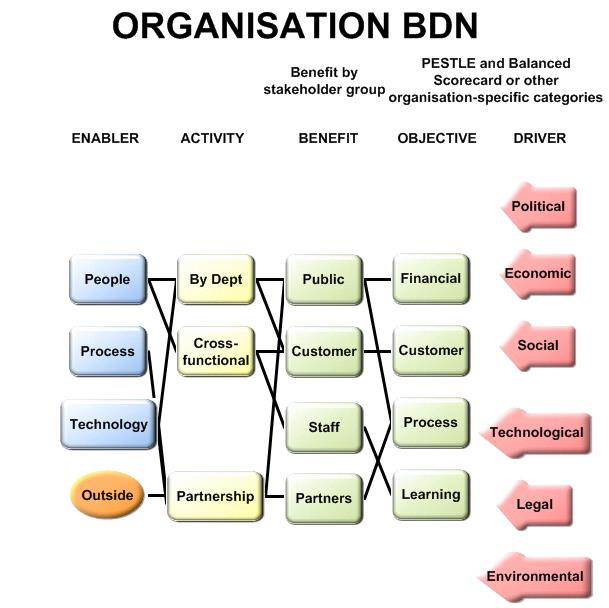 ORGANISATION BDN
Benefit by
stakeholder group
PESTLE and Balanced
Scorecard or other
organisation-specific categories
ENABLER
ACTIVITY
BENEFIT
OBJECTIVE
DRIVER
Political
People
By Dept
Public
Financial
Economic
Process
Cross-
functional
Customer
Customer
Social
Technology
Staff
Process
Technological
Outside
Partnership
Partners
Learning
Legal
Environmental